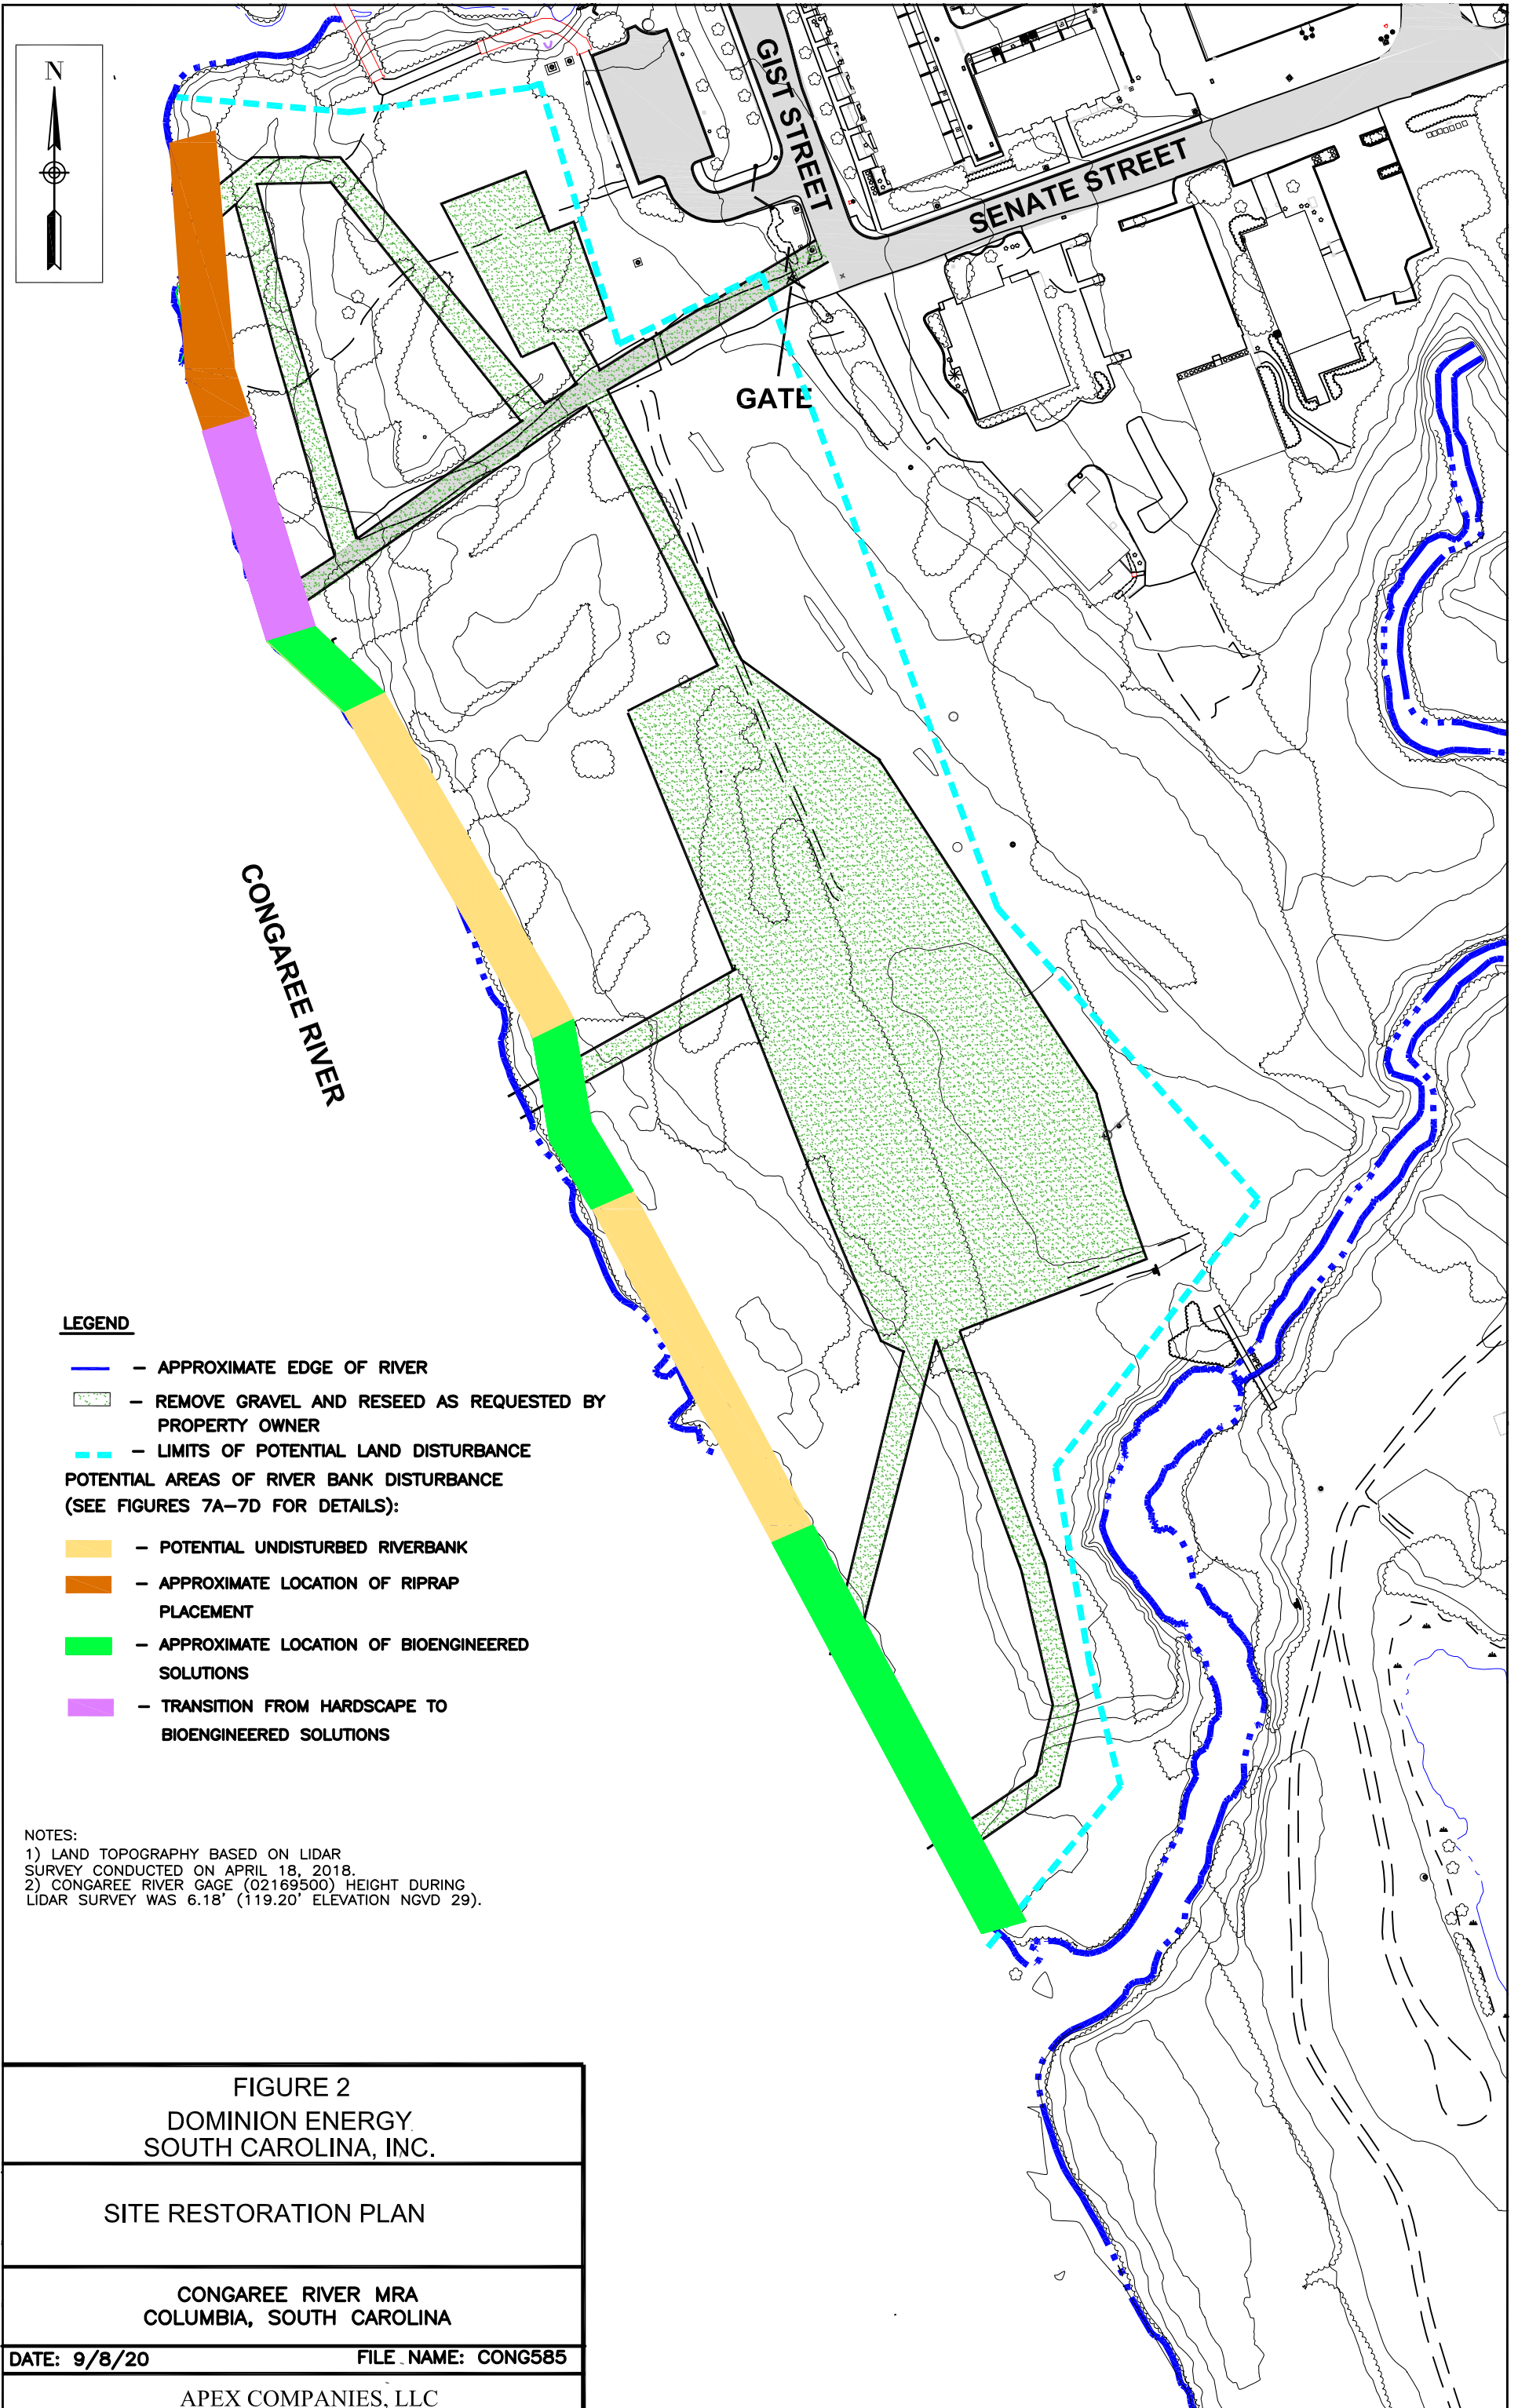 N
GIST STREET
SENATE STREET
GATE
CONGAREE RIVER
LEGEND
– APPROXIMATE EDGE OF RIVER
– REMOVE GRAVEL AND RESEED AS REQUESTED BY
PROPERTY OWNER
– LIMITS OF POTENTIAL LAND DISTURBANCE
POTENTIAL AREAS OF RIVER BANK DISTURBANCE
(SEE FIGURES 7A–7D FOR DETAILS):
– POTENTIAL UNDISTURBED RIVERBANK
– APPROXIMATE LOCATION OF RIPRAP
PLACEMENT
– APPROXIMATE LOCATION OF BIOENGINEERED
SOLUTIONS
– TRANSITION FROM HARDSCAPE TO
BIOENGINEERED SOLUTIONS
NOTES:
1) LAND TOPOGRAPHY BASED ON LIDAR
SURVEY CONDUCTED ON APRIL 18, 2018.
2) CONGAREE RIVER GAGE (02169500) HEIGHT DURING
LIDAR SURVEY WAS 6.18' (119.20' ELEVATION NGVD 29).
FIGURE 2
DOMINION ENERGY
SOUTH CAROLINA, INC.
SITE RESTORATION PLAN
CONGAREE RIVER MRA
COLUMBIA, SOUTH CAROLINA
DATE: 9/8/20 FILE NAME: CONG585
APEX COMPANIES, LLC